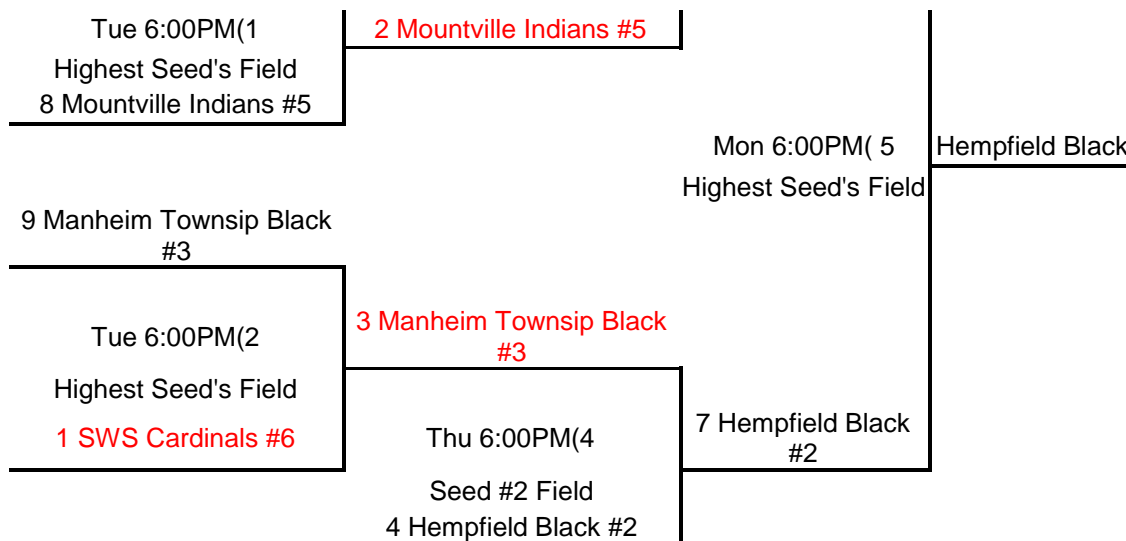 Tue 6:00PM(1
Highest Seed's Field
8 Mountville Indians #5
2 Mountville Indians #5
Mon 6:00PM( 5
Highest Seed's Field
Hempfield Black
9 Manheim Townsip Black
#3
Tue 6:00PM(2
Highest Seed's Field
1 SWS Cardinals #6
3 Manheim Townsip Black
#3
Thu 6:00PM(4
Seed #2 Field
4 Hempfield Black #2
7 Hempfield Black
#2